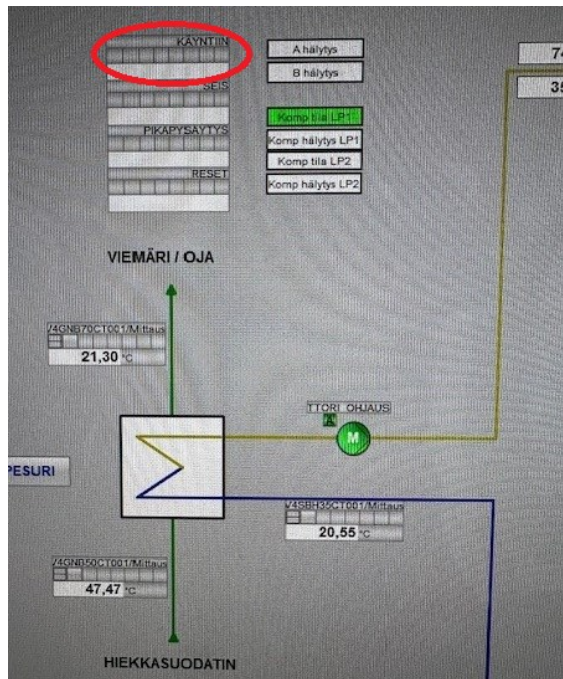 KÄYNTIIN
SEIS
PIKAPYSÄYTYS
RESET
A hälytys
B hälytys
Komp tila LP1
Komp hälytys LP1
Komp tila LP2
Komp hälytys LP2
74
35
VIEMÄRI / OJA
/4GNB70CT001/Mittaus
21,30 °C
TTORI OHJAUS
A
M
PESURI
V4SBH35CT001/Mittaus
20,55 °C
/4GNB50CT001/Mittaus
47,47 °C
HIEKKASUODATIN